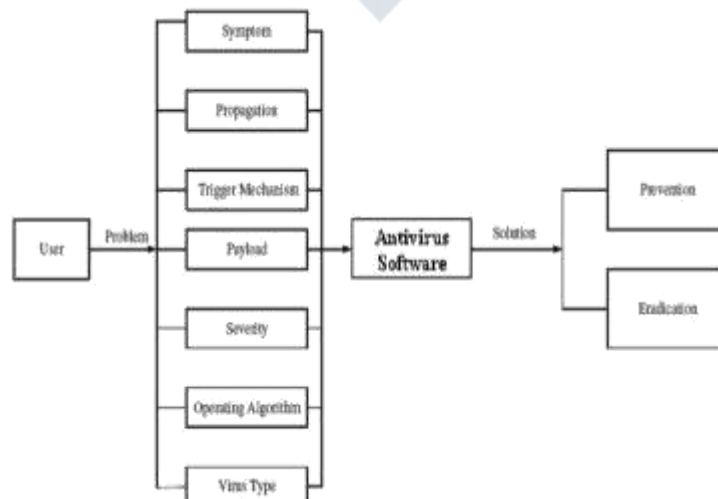 Symptom
Propagation
Trigger Mechanism
User
Problem
Payload
Antivirus
Software
Solution
Prevention
Severity
Eradication
Operating Algorithm
Virus Type